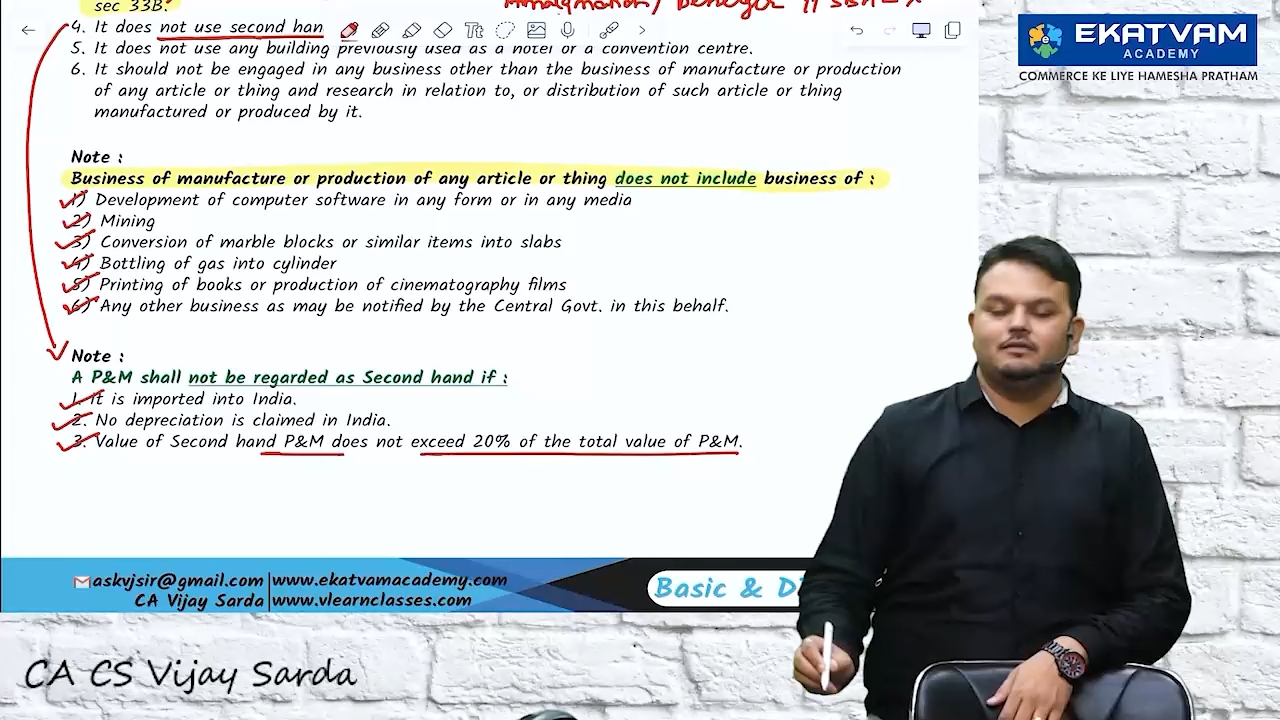 sec 33B.
4. It does not use second han
5. It does not use any building previously used as a hotel or a convention centre.
6. It should not be engaged in any business other than the business of manufacture or production
of any article or thing and research in relation to, or distribution of such article or thing
manufactured or produced by it.
Note :
Business of manufacture or production of any article or thing does not include business of :
1) Development of computer software in any form or in any media
2) Mining
3) Conversion of marble blocks or similar items into slabs
4) Bottling of gas into cylinder
5) Printing of books or production of cinematography films
6) Any other business as may be notified by the Central Govt. in this behalf.
Note :
A P&M shall not be regarded as Second hand if :
1. It is imported into India.
2. No depreciation is claimed in India.
3. Value of Second hand P&M does not exceed 20% of the total value of P&M.
askvjsir@gmail.com|www.ekatvamacademy.com
CA Vijay Sarda|www.vlearnclasses.com
Basic & D
CA CS Vijay Sarda
EKATVAM
ACADEMY
COMMERCE KE LIYE HAMESHA PRATHAM